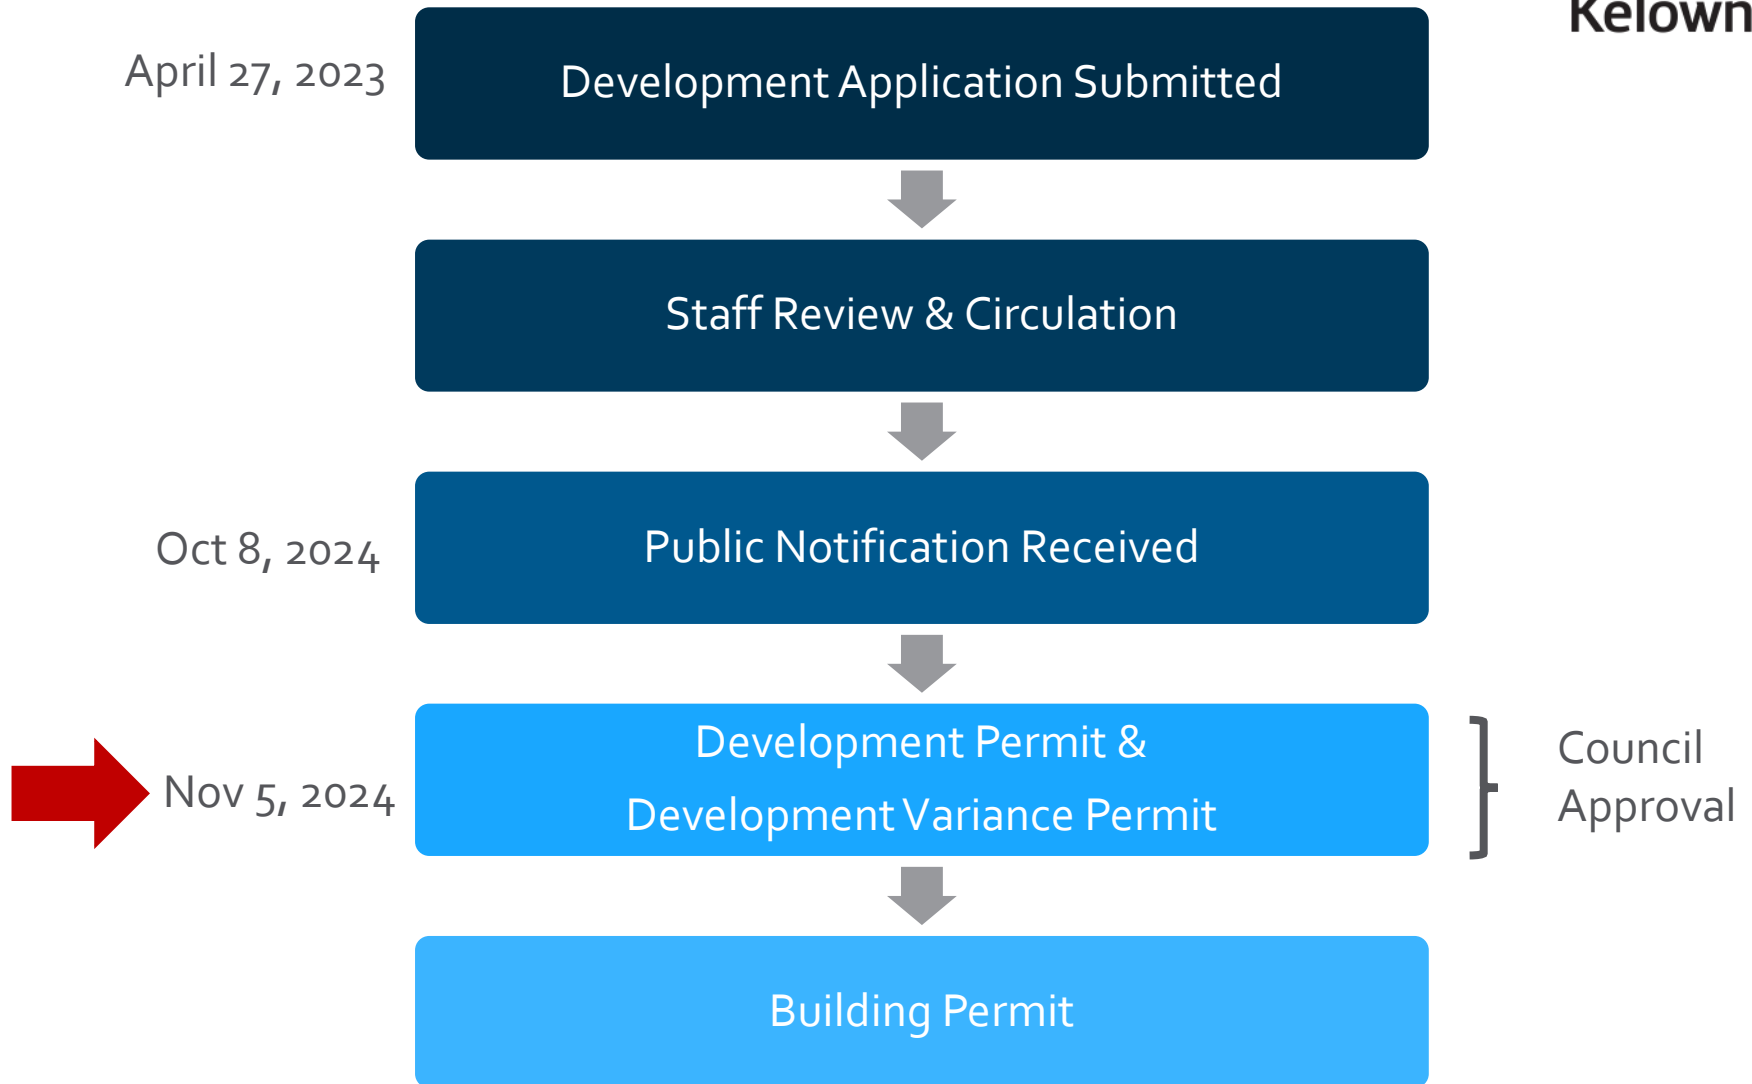 Kelown
April 27, 2023
Development Application Submitted
Staff Review & Circulation
Oct 8, 2024
Public Notification Received
Nov 5, 2024
Development Permit &
Development Variance Permit
Council
Approval
Building Permit